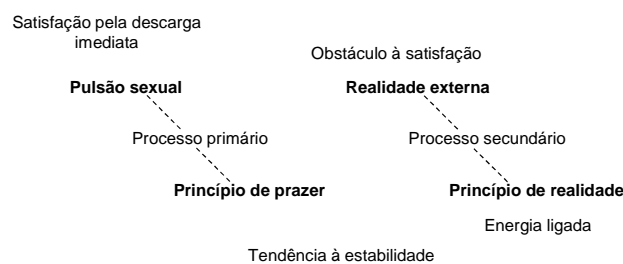 Satisfação pela descarga
imediata
Obstáculo à satisfação
Pulsão sexual
Realidade externa
Processo primário
Processo secundário
Princípio de prazer
Princípio de realidade
Energia ligada
Tendência à estabilidade